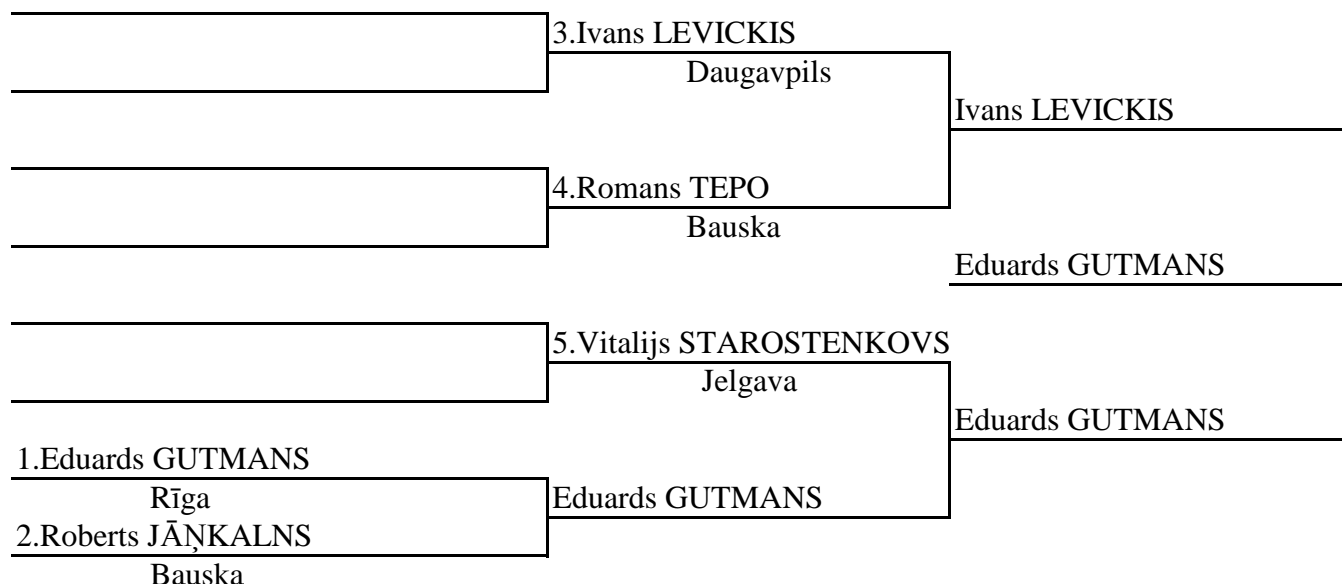 3.Ivans LEVICKIS
Daugavpils
Ivans LEVICKIS
4.Romans TEPO
Bauska
Eduards GUTMANS
5.Vitalijs STAROSTENKOVS
Jelgava
Eduards GUTMANS
1.Eduards GUTMANS
Rīga
Eduards GUTMANS
2.Roberts JĀŅKALNS
Bauska